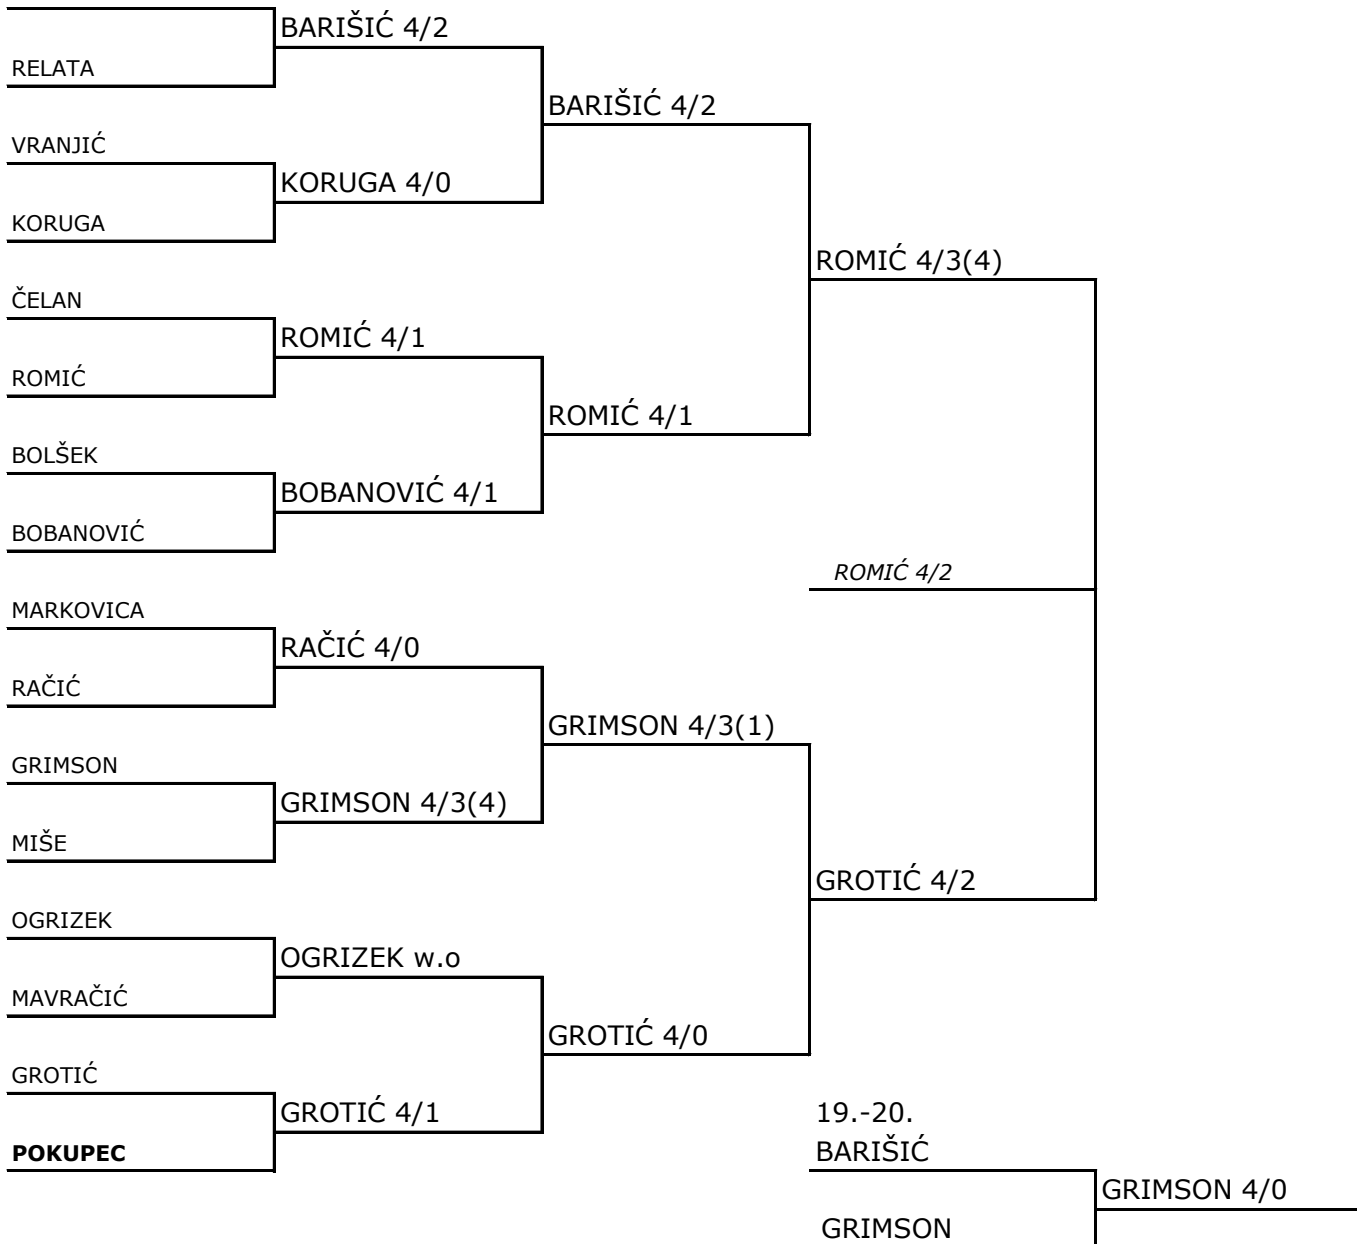 BARIŠIĆ 4/2
RELATA
BARIŠIĆ 4/2
VRANJIĆ
KORUGA 4/0
KORUGA
ROMIĆ 4/3(4)
ČELAN
ROMIĆ 4/1
ROMIĆ
ROMIĆ 4/1
BOLŠEK
BOBANOVIĆ 4/1
BOBANOVIĆ
ROMIĆ 4/2
MARKOVICA
RAČIĆ 4/0
RAČIĆ
GRIMSON 4/3(1)
GRIMSON
GRIMSON 4/3(4)
MIŠE
GROTIĆ 4/2
OGRIZEK
OGRIZEK w.o
MAVRAČIĆ
GROTIĆ 4/0
GROTIĆ
GROTIĆ 4/1
19.-20.
POKUPEC
BARIŠIĆ
GRIMSON 4/0
GRIMSON